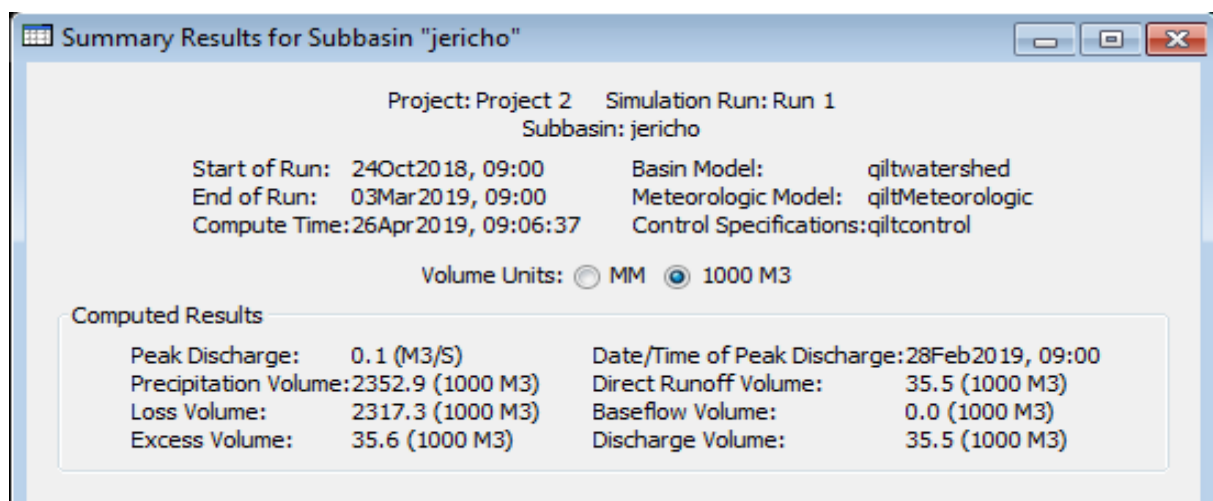 Summary Results for Subbasin "jericho"
Project: Project 2 Simulation Run: Run 1
Subbasin: jericho
Start of Run: 24Oct2018, 09:00 Basin Model: qiltwatershed
End of Run: 03Mar2019, 09:00 Meteorologic Model: qiltMeteorologic
Compute Time:26Apr2019, 09:06:37 Control Specifications:qiltcontrol
Volume Units: MM 1000 M3
Computed Results
Peak Discharge: 0.1 (M3/S) Date/Time of Peak Discharge:28Feb2019, 09:00
Precipitation Volume:2352.9 (1000 M3) Direct Runoff Volume: 35.5 (1000 M3)
Loss Volume: 2317.3 (1000 M3) Baseflow Volume: 0.0 (1000 M3)
Excess Volume: 35.6 (1000 M3) Discharge Volume: 35.5 (1000 M3)